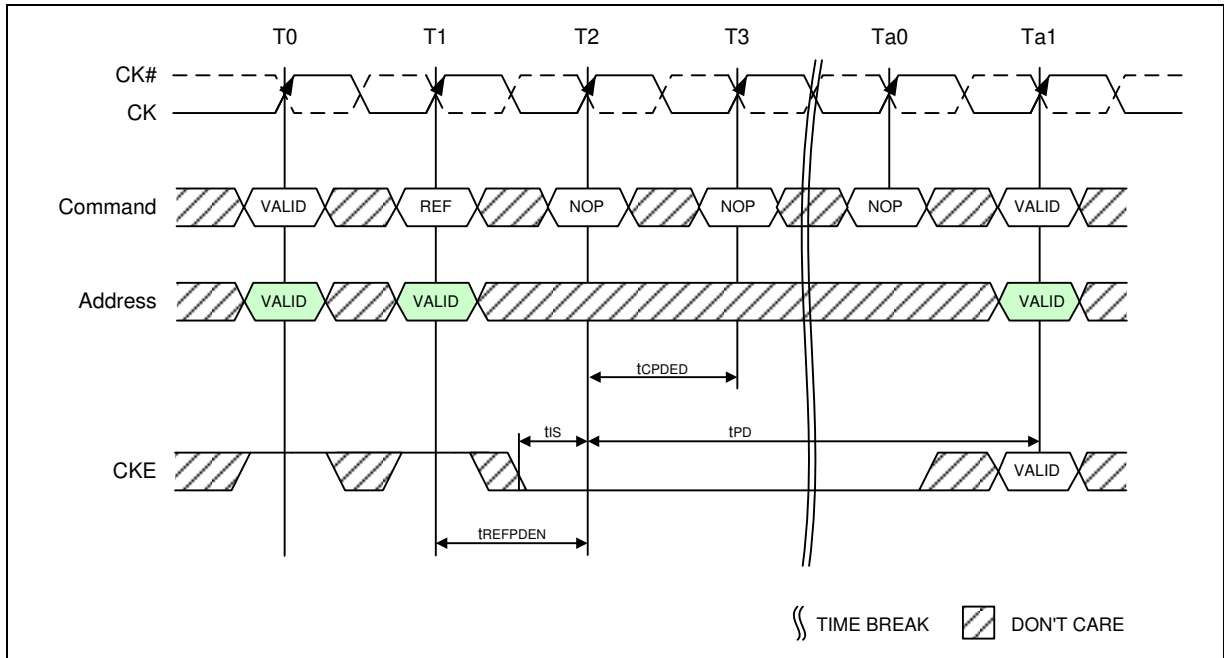 T0 T1 T2 T3 Ta0 Ta1
CK#
CK
Command VALID REF NOP NOP NOP VALID
Address VALID VALID VALID
tCPDED
tIS tPD
CKE VALID
tREFPDEN
TIME BREAK DON'T CARE